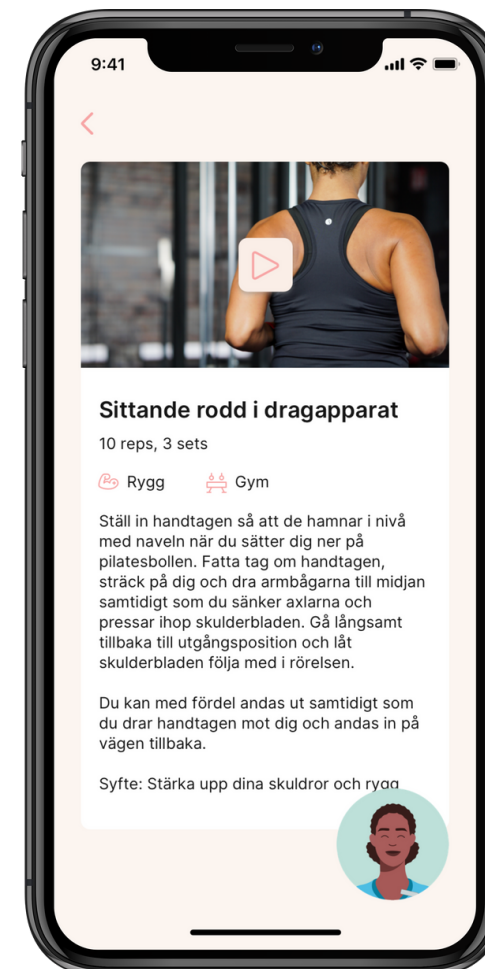 9:41
Sittande rodd i dragapparat
10 reps, 3 sets
Rygg
Gym
Ställ in handtagen så att de hamnar i nivå
med naveln när du sätter dig ner på
pilatesbollen. Fatta tag om handtagen,
sträck på dig och dra armbågarna till midjan
samtidigt som du sänker axlarna och
pressar ihop skulderbladen. Gå långsamt
tillbaka till utgångsposition och låt
skulderbladen följa med i rörelsen.
Du kan med fördel andas ut samtidigt som
du drar handtagen mot dig och andas in på
vägen tillbaka.
Syfte: Stärka upp dina skuldror och rygg